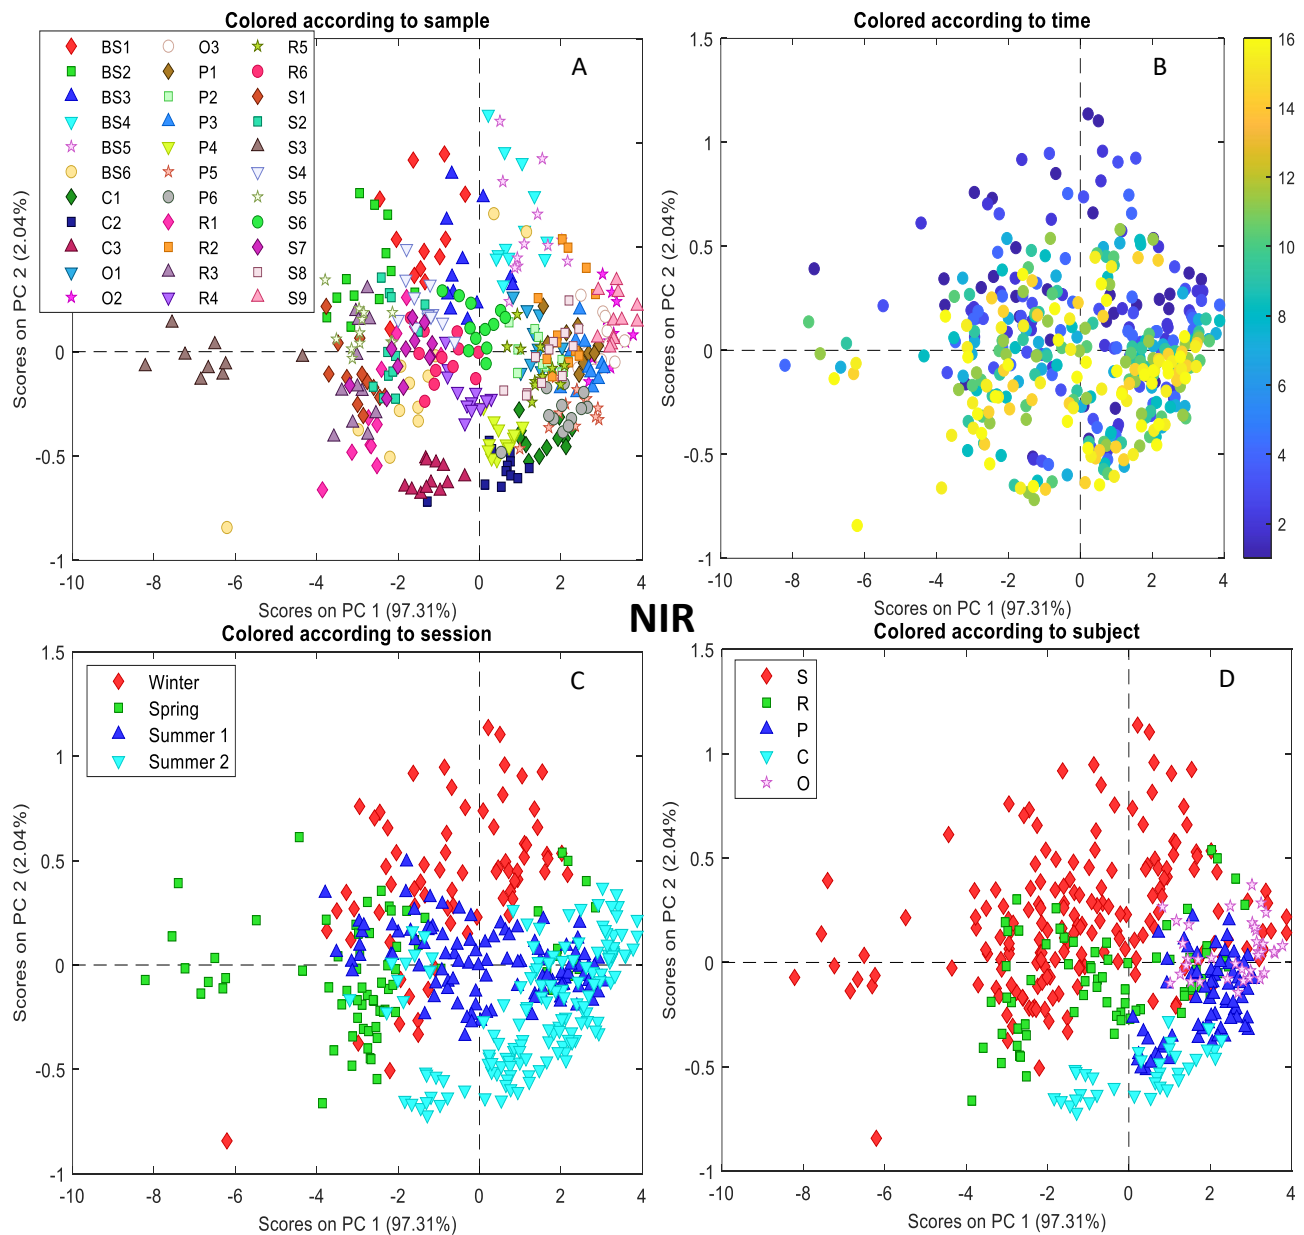 Colored according to sample
BS1 O3 R5
BS2 P1 R6
BS3 P2 S1
BS4 P3 S2
BS5 P4 S3
BS6 P5 S4
C1 P6 S5
C2 R1 S6
C3 R2 S7
O1 R3 S8
O2 R4 S9
A
Scores on PC 2 (2.04%)
0
-0.5
-1
-10 -8 -6 -4 -2 0 2 4
Scores on PC 1 (97.31%)
Colored according to time
B
Scores on PC 2 (2.04%)
1.5
1
0.5
0
-0.5
-1
-10 -8 -6 -4 -2 0 2 4
Scores on PC 1 (97.31%)
16
14
12
10
8
6
4
2
NIR
Colored according to session
Winter
Spring
Summer 1
Summer 2
C
Scores on PC 2 (2.04%)
1.5
1
0.5
0
-0.5
-1
-10 -8 -6 -4 -2 0 2 4
Scores on PC 1 (97.31%)
Colored according to subject
S
R
P
C
O
D
Scores on PC 2 (2.04%)
1.5
1
0.5
0
-0.5
-1
-10 -8 -6 -4 -2 0 2 4
Scores on PC 1 (97.31%)